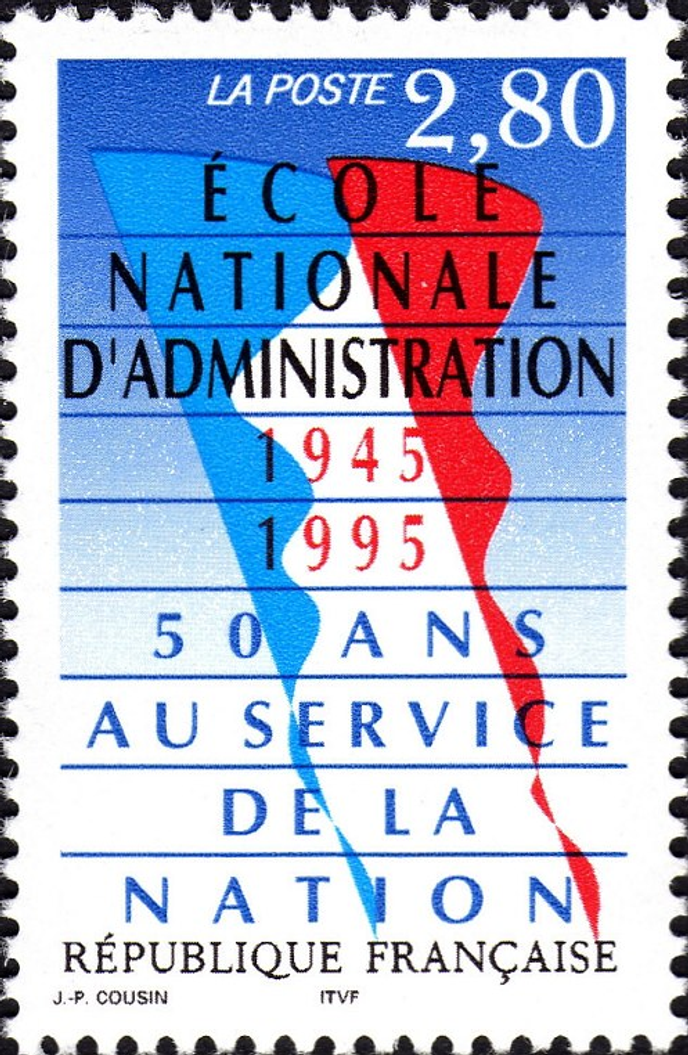 LA POSTE 2,80
ÉCOLE
NATIONALE
D'ADMINISTRATION
1945
1995
50 ANS
AU SERVICE
DE LA
NATION
RÉPUBLIQUE FRANÇAISE
J.-P. COUSIN ITVF